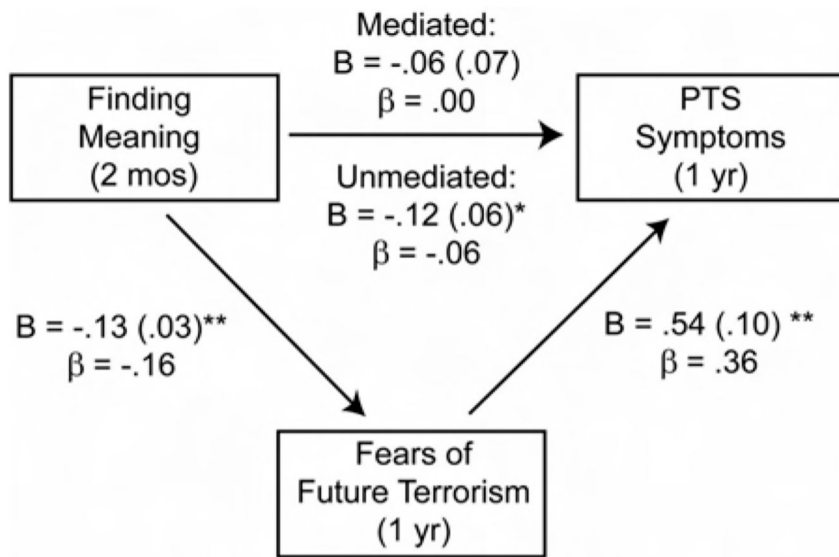 Mediated:
B = -.06 (.07)
β = .00
Finding
Meaning
(2 mos)
PTS
Symptoms
(1 yr)
Unmediated:
B = -.12 (.06)*
β = -.06
B = -.13 (.03)**
β = -.16
B = .54 (.10) **
β = .36
Fears of
Future Terrorism
(1 yr)